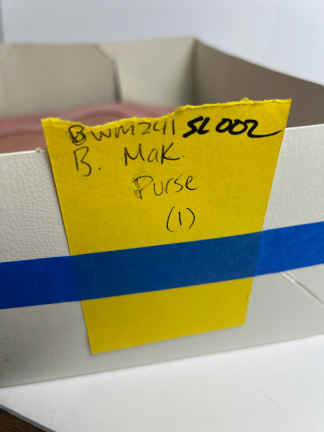 BWM241 SL002
B. Mak.
Purse
(1)